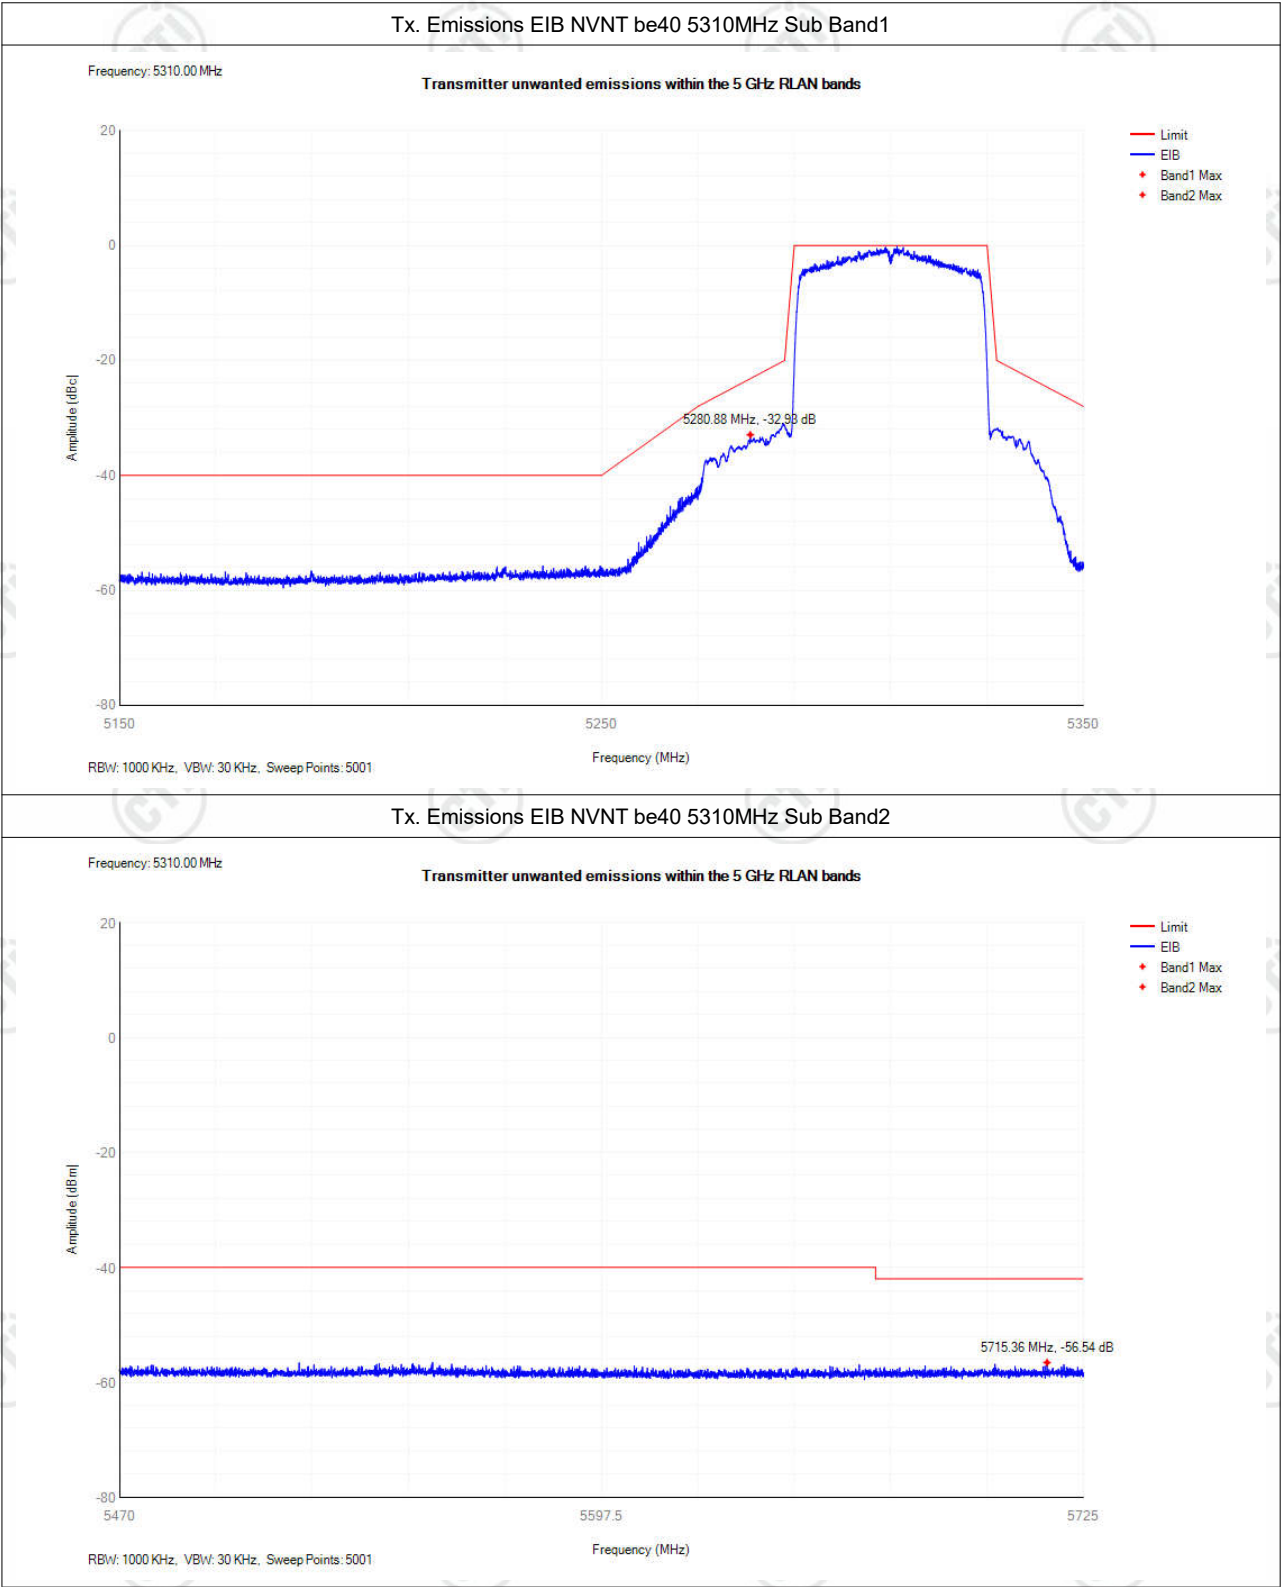 Tx. Emissions EIB NVNT be40 5310MHz Sub Band1
Frequency: 5310.00 MHz
Transmitter unwanted emissions within the 5 GHz RLAN bands
20
0
-20
-40
-60
-80
Amplitude [dBc]
5280.88 MHz, -32.93 dB
Limit
EIB
Band1 Max
Band2 Max
5150
5250
5350
Frequency (MHz)
RBW: 1000 KHz, VBW: 30 KHz, Sweep Points: 5001
Tx. Emissions EIB NVNT be40 5310MHz Sub Band2
Frequency: 5310.00 MHz
Transmitter unwanted emissions within the 5 GHz RLAN bands
20
0
-20
-40
-60
-80
Amplitude [dBm]
5715.36 MHz, -56.54 dB
Limit
EIB
Band1 Max
Band2 Max
5470
5597.5
5725
Frequency (MHz)
RBW: 1000 KHz, VBW: 30 KHz, Sweep Points: 5001